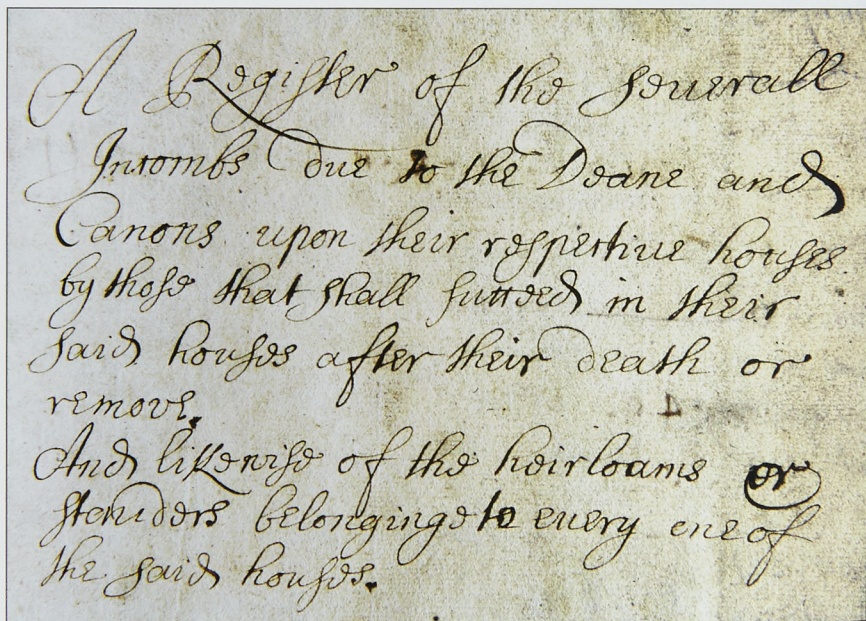 A Register of the severall
Incombs due to the Deane and
Canons upon their respective houses
by those that shall succeed in their
said houses after their death or
remove.
And likewise of the heirloams or
standers belonginge to every one of
the said houses.